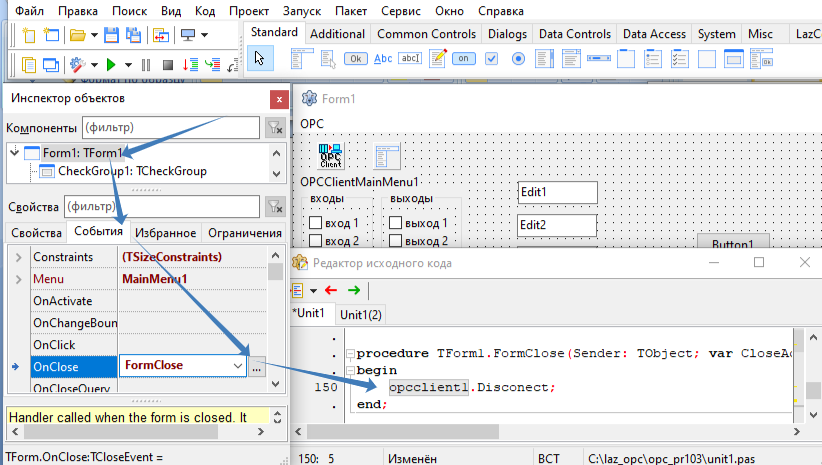 Файл Правка Поиск Вид Код Проект Запуск Пакет Сервис Окно Справка
Standard Additional Common Controls Dialogs Data Controls Data Access System Misc LazC
Ok Abc abcI on Ok
Инспектор объектов
Form1
Компоненты (фильтр)
OPC
Form1: TForm1
OPC Client
CheckGroup1: TCheckGroup
OPCClientMainMenu1
входы выходы
Edit1
Свойства (фильтр)
вход 1 выход 1
Edit2
Свойства События Избранное Ограничения
вход 2 выход 2
Button1
Constraints (TSizeConstraints)
Редактор исходного кода
Menu MainMenu1
OnActivate
OnChangeBoun
*Unit1 Unit1(2)
OnClick
procedure TForm1.FormClose(Sender: TObject; var CloseAc
OnClose FormClose ...
begin
OnCloseQuery
150 opcclient1.Disconect;
end;
Handler called when the form is closed. It
TForm.OnClose:TCloseEvent =
150: 5 Изменён ВСТ C:\laz_opc\opc_pr103\unit1.pas